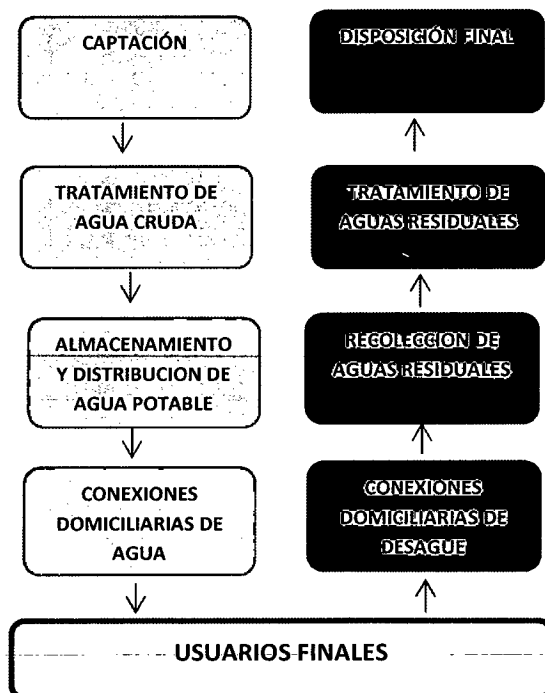 CAPTACIÓN
TRATAMIENTO DE
AGUA CRUDA
ALMACENAMIENTO
Y DISTRIBUCION DE
AGUA POTABLE
CONEXIONES
DOMICILIARIAS DE
AGUA
DISPOSICIÓN FINAL
TRATAMIENTO DE
AGUAS RESIDUALES
RECOLECCION DE
AGUAS RESIDUALES
CONEXIONES
DOMICILIARIAS DE
DESAGUE
USUARIOS FINALES